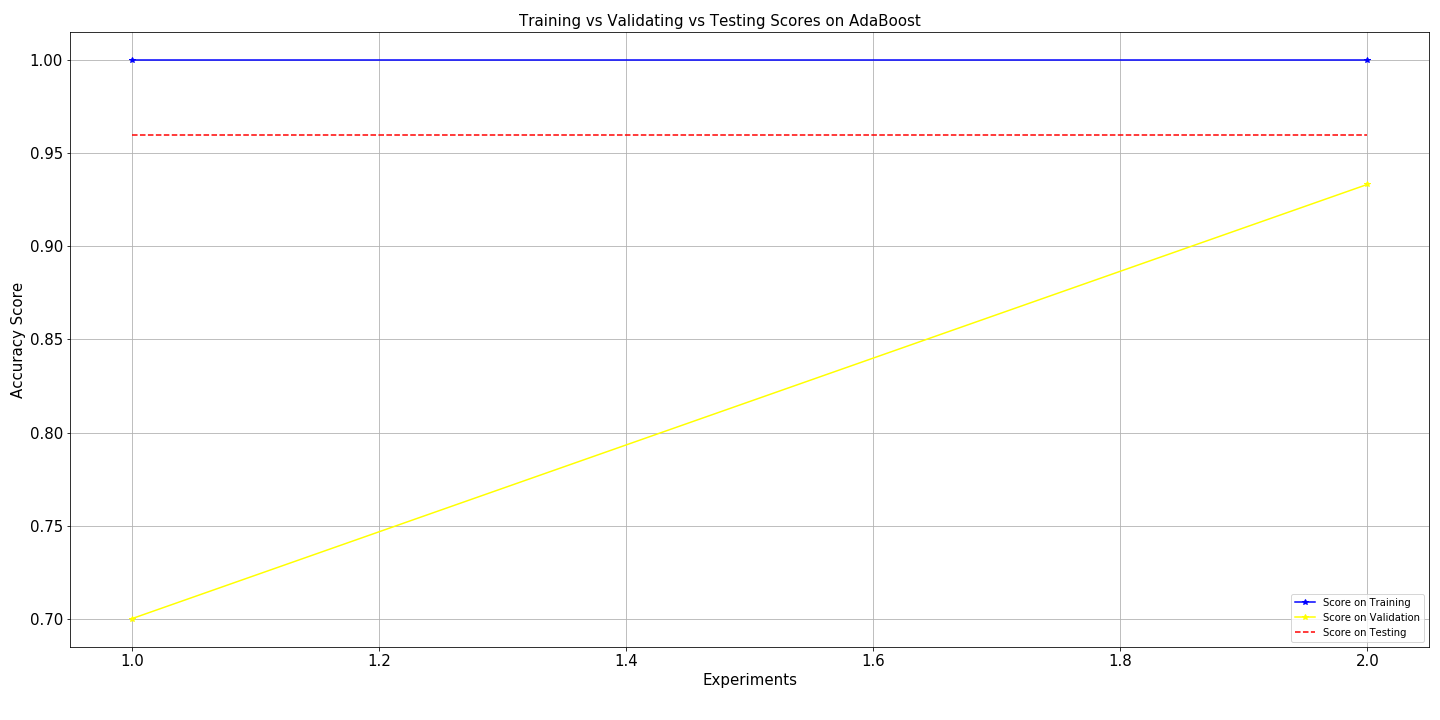 Training vs Validating vs Testing Scores on AdaBoost
1.00
0.95
0.90
0.85
0.80
0.75
0.70
Accuracy Score
1.0 1.2 1.4 1.6 1.8 2.0
Experiments
Score on Training
Score on Validation
Score on Testing